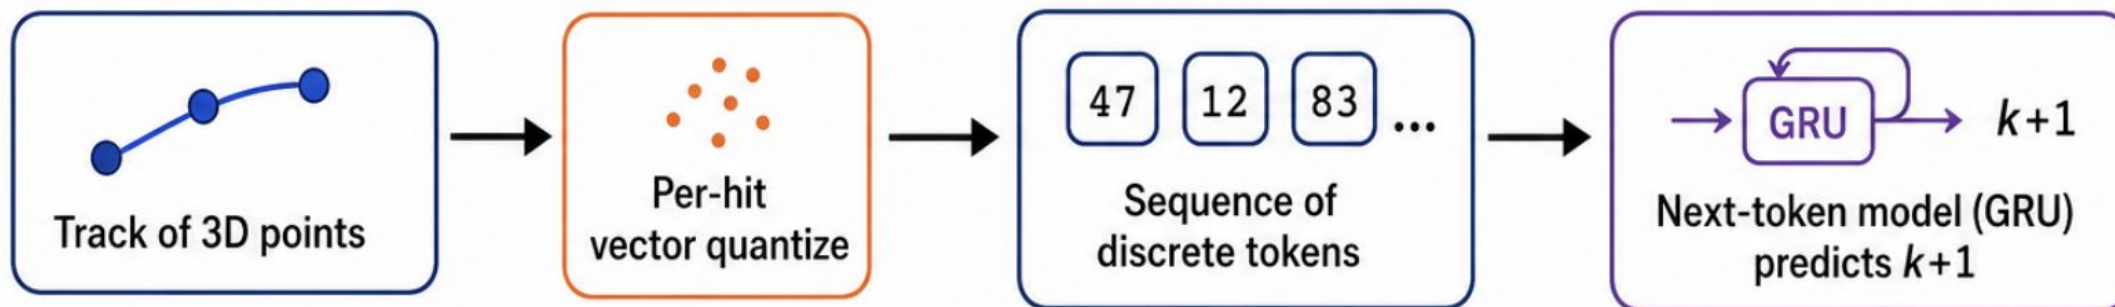 Track of 3D points
Per-hit
vector quantize
47 12 83 ...
Sequence of
discrete tokens
GRU k+1
Next-token model (GRU)
predicts k+1